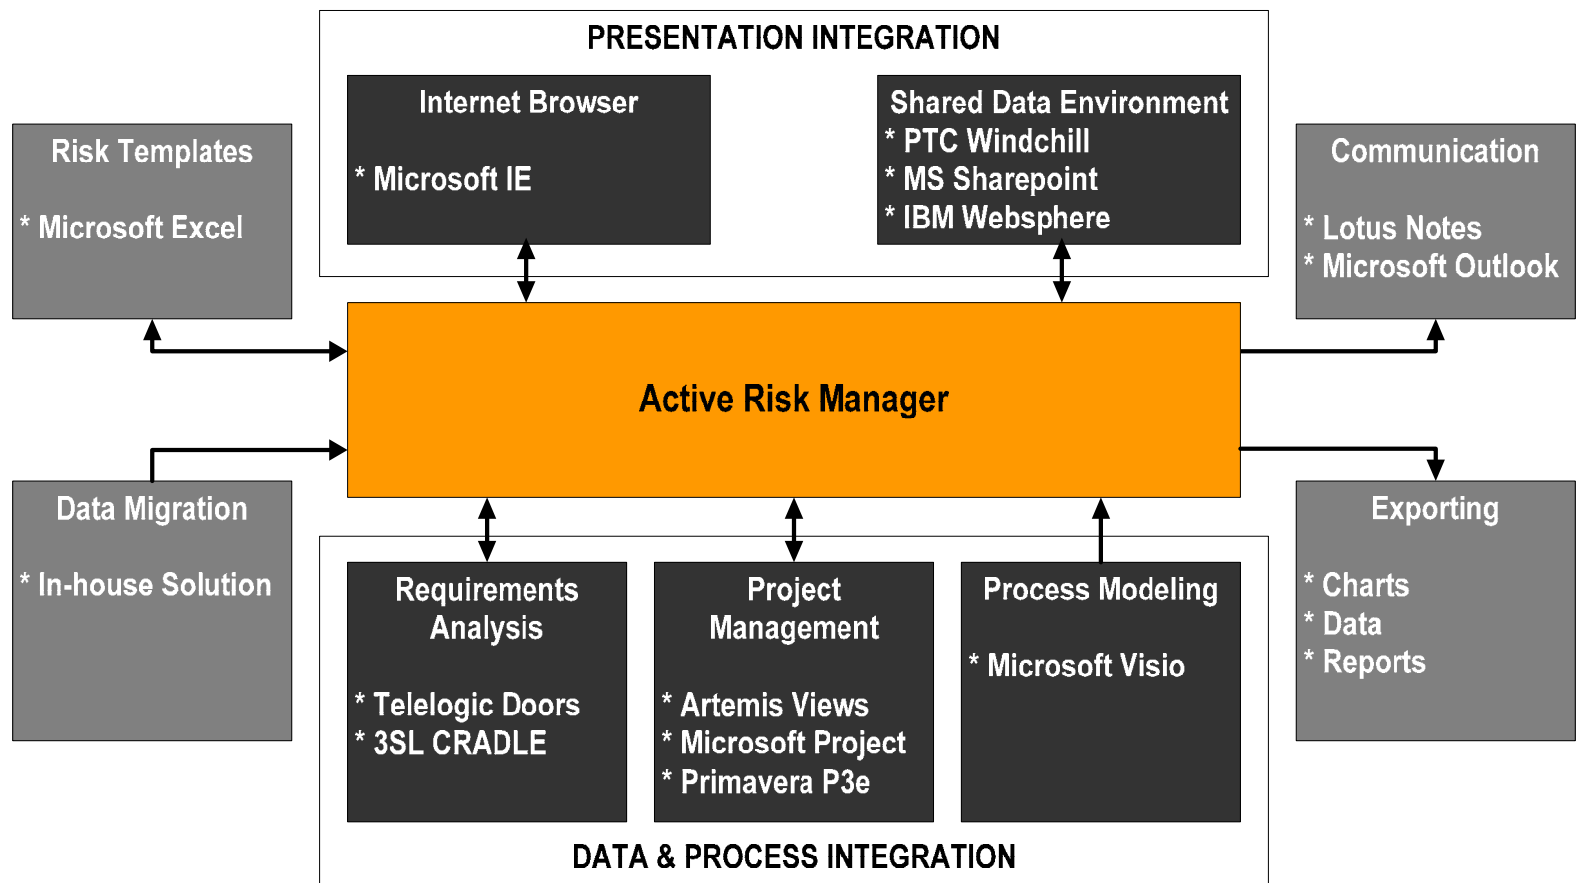 PRESENTATION INTEGRATION
Internet Browser
* Microsoft IE
Shared Data Environment
* PTC Windchill
* MS Sharepoint
* IBM Websphere
Risk Templates
* Microsoft Excel
Communication
* Lotus Notes
* Microsoft Outlook
Active Risk Manager
Data Migration
* In-house Solution
Exporting
* Charts
* Data
* Reports
Requirements
Analysis
* Telelogic Doors
* 3SL CRADLE
Project
Management
* Artemis Views
* Microsoft Project
* Primavera P3e
Process Modeling
* Microsoft Visio
DATA & PROCESS INTEGRATION